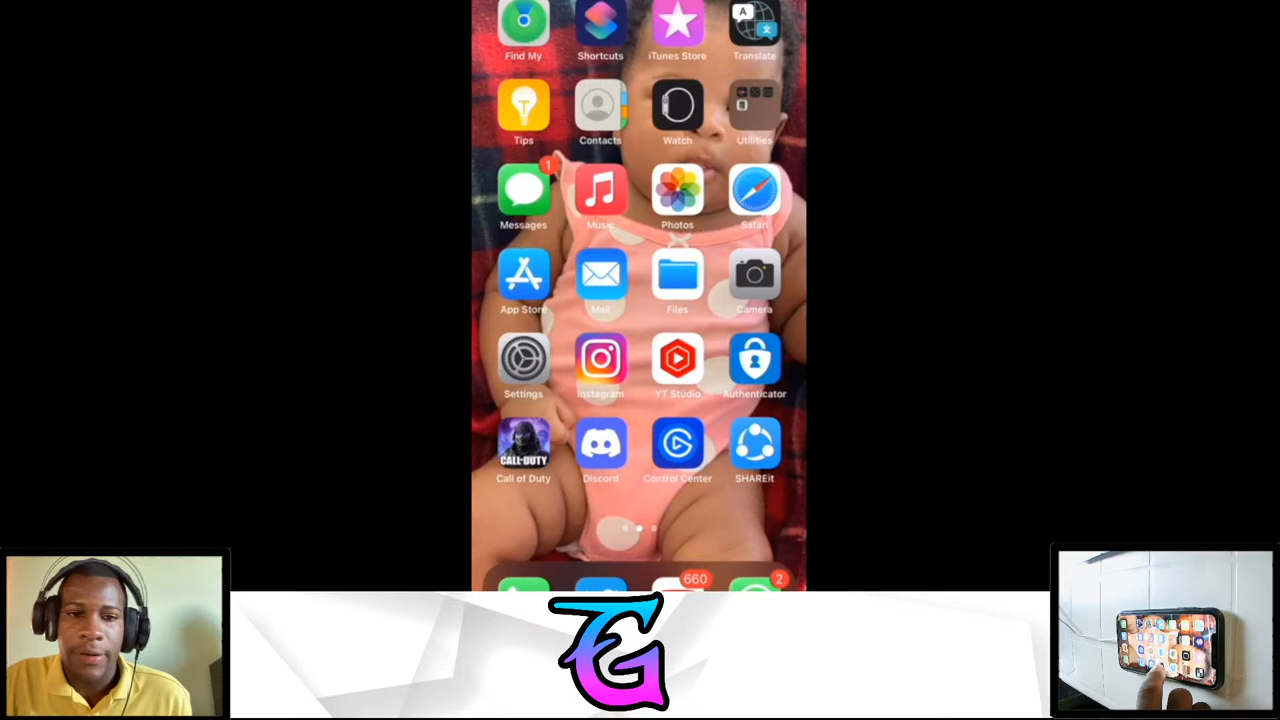 Find My Shortcuts iTunes Store Translate
Tips Contacts Watch Utilities
1
Messages Music Photos Safari
App Store Mail Files Camera
Settings Instagram YT Studio Authenticator
CALL·DUTY
Call of Duty Discord Control Center SHAREit
660 2
EG